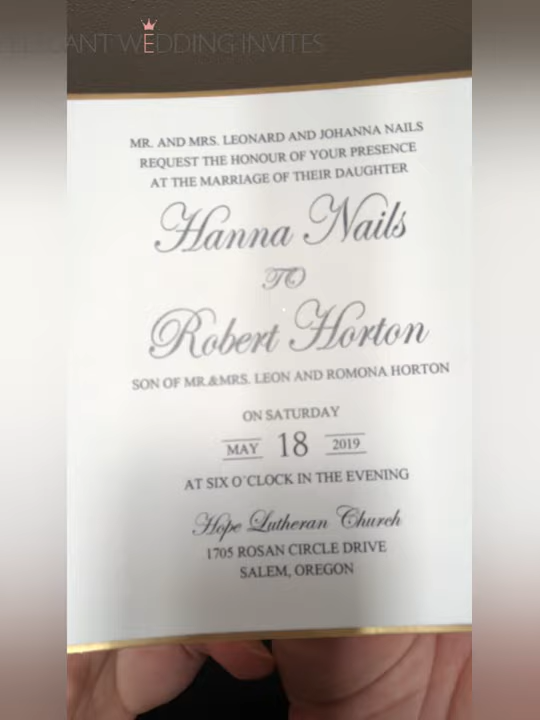 ELEGANT WEDDING INVITES
MR. AND MRS. LEONARD AND JOHANNA NAILS
REQUEST THE HONOUR OF YOUR PRESENCE
AT THE MARRIAGE OF THEIR DAUGHTER
Hanna Nails
TO
Robert Horton
SON OF MR.&MRS. LEON AND ROMONA HORTON
ON SATURDAY
MAY 18 2019
AT SIX O`CLOCK IN THE EVENING
Hope Lutheran Church
1705 ROSAN CIRCLE DRIVE
SALEM, OREGON